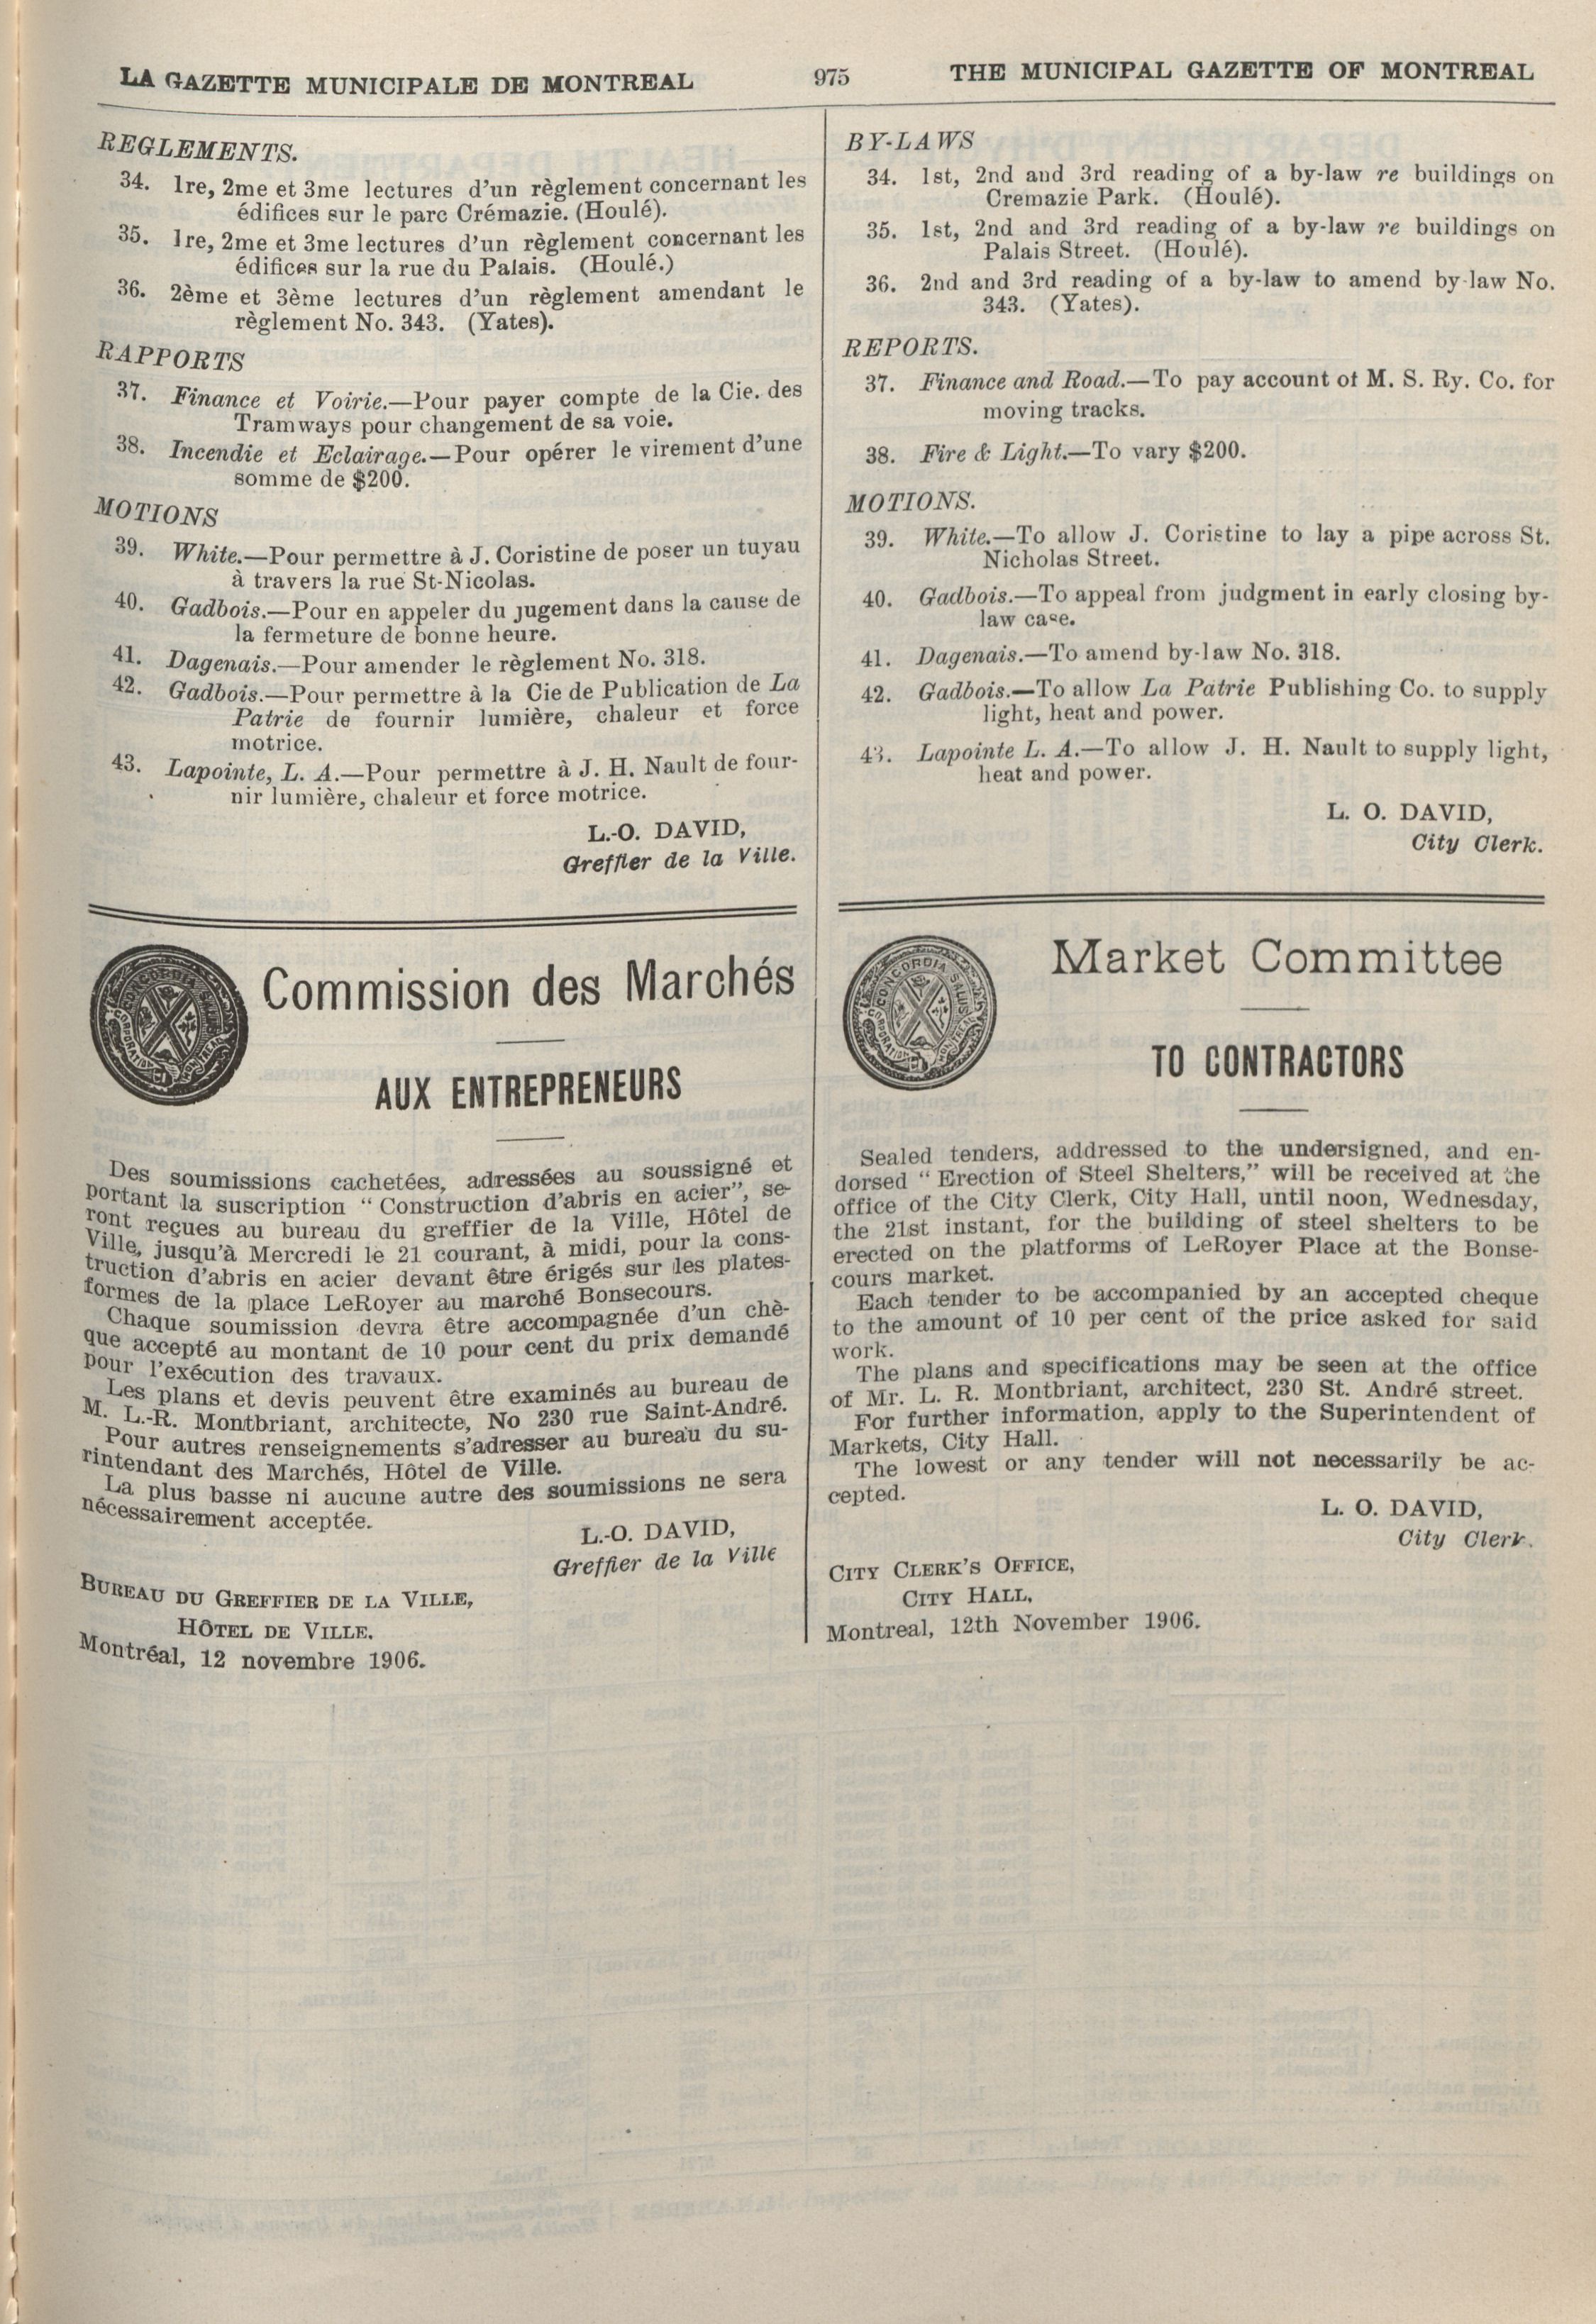 LA GAZETTE MUNICIPALE DE MONTREAL
975
THE MUNICIPAL GAZETTE OF MONTREAL
REGLEMENTS.
34. 1re, 2me et 3me lectures d'un règlement concernant les
édifices sur le parc Crémazie. (Houlé).
35. 1re, 2me et 3me lectures d'un règlement concernant les
édifices sur la rue du Palais. (Houlé.)
36. 2ème et 3ème lectures d'un règlement amendant le
règlement No. 343. (Yates).
RAPPORTS
37. Finance et Voirie.—Pour payer compte de la Cie. des
Tramways pour changement de sa voie.
38. Incendie et Eclairage.—Pour opérer le virement d'une
somme de $200.
MOTIONS
39. White.—Pour permettre à J. Coristine de poser un tuyau
à travers la rue St-Nicolas.
40. Gadbois.—Pour en appeler du jugement dans la cause de
la fermeture de bonne heure.
41. Dagenais.—Pour amender le règlement No. 318.
42. Gadbois.—Pour permettre à la Cie de Publication de La
Patrie de fournir lumière, chaleur et force
motrice.
43. Lapointe, L. A.—Pour permettre à J. H. Nault de four-
nir lumière, chaleur et force motrice.
L.-O. DAVID,
Greffier de la Ville.
Commission des Marchés
CONCORDIA SALUS
AUX ENTREPRENEURS
Des soumissions cachetées, adressées au soussigné et
portant la suscription " Construction d'abris en acier", se-
ront reçues au bureau du greffier de la Ville, Hôtel de
Ville, jusqu'à Mercredi le 21 courant, à midi, pour la cons-
truction d'abris en acier devant être érigés sur les plates-
formes de la place LeRoyer au marché Bonsecours.
Chaque soumission devra être accompagnée d'un chè-
que accepté au montant de 10 pour cent du prix demandé
pour l'exécution des travaux.
Les plans et devis peuvent être examinés au bureau de
M. L.-R. Montbriant, architecte, No 230 rue Saint-André.
Pour autres renseignements s'adresser au bureau du su-
rintendant des Marchés, Hôtel de Ville.
La plus basse ni aucune autre des soumissions ne sera
nécessairement acceptée.
L.-O. DAVID,
Greffier de la Ville
BUREAU DU GREFFIER DE LA VILLE,
HÔTEL DE VILLE.
Montréal, 12 novembre 1906.
BY-LAWS
34. 1st, 2nd and 3rd reading of a by-law re buildings on
Cremazie Park. (Houlé).
35. 1st, 2nd and 3rd reading of a by-law re buildings on
Palais Street. (Houlé).
36. 2nd and 3rd reading of a by-law to amend by-law No.
343. (Yates).
REPORTS.
37. Finance and Road.—To pay account of M. S. Ry. Co. for
moving tracks.
38. Fire & Light.—To vary $200.
MOTIONS.
39. White.—To allow J. Coristine to lay a pipe across St.
Nicholas Street.
40. Gadbois.—To appeal from judgment in early closing by-
law case.
41. Dagenais.—To amend by-law No. 318.
42. Gadbois.—To allow La Patrie Publishing Co. to supply
light, heat and power.
43. Lapointe L. A.—To allow J. H. Nault to supply light,
heat and power.
L. O. DAVID,
City Clerk.
Market Committee
CONCORDIA SALUS
TO CONTRACTORS
Sealed tenders, addressed to the undersigned, and en-
dorsed " Erection of Steel Shelters," will be received at the
office of the City Clerk, City Hall, until noon, Wednesday,
the 21st instant, for the building of steel shelters to be
erected on the platforms of LeRoyer Place at the Bonse-
cours market.
Each tender to be accompanied by an accepted cheque
to the amount of 10 per cent of the price asked for said
work.
The plans and specifications may be seen at the office
of Mr. L. R. Montbriant, architect, 230 St. André street.
For further information, apply to the Superintendent of
Markets, City Hall.
The lowest or any tender will not necessarily be ac-
cepted.
L. O. DAVID,
City Clerk.
CITY CLERK'S OFFICE,
CITY HALL,
Montreal, 12th November 1906.